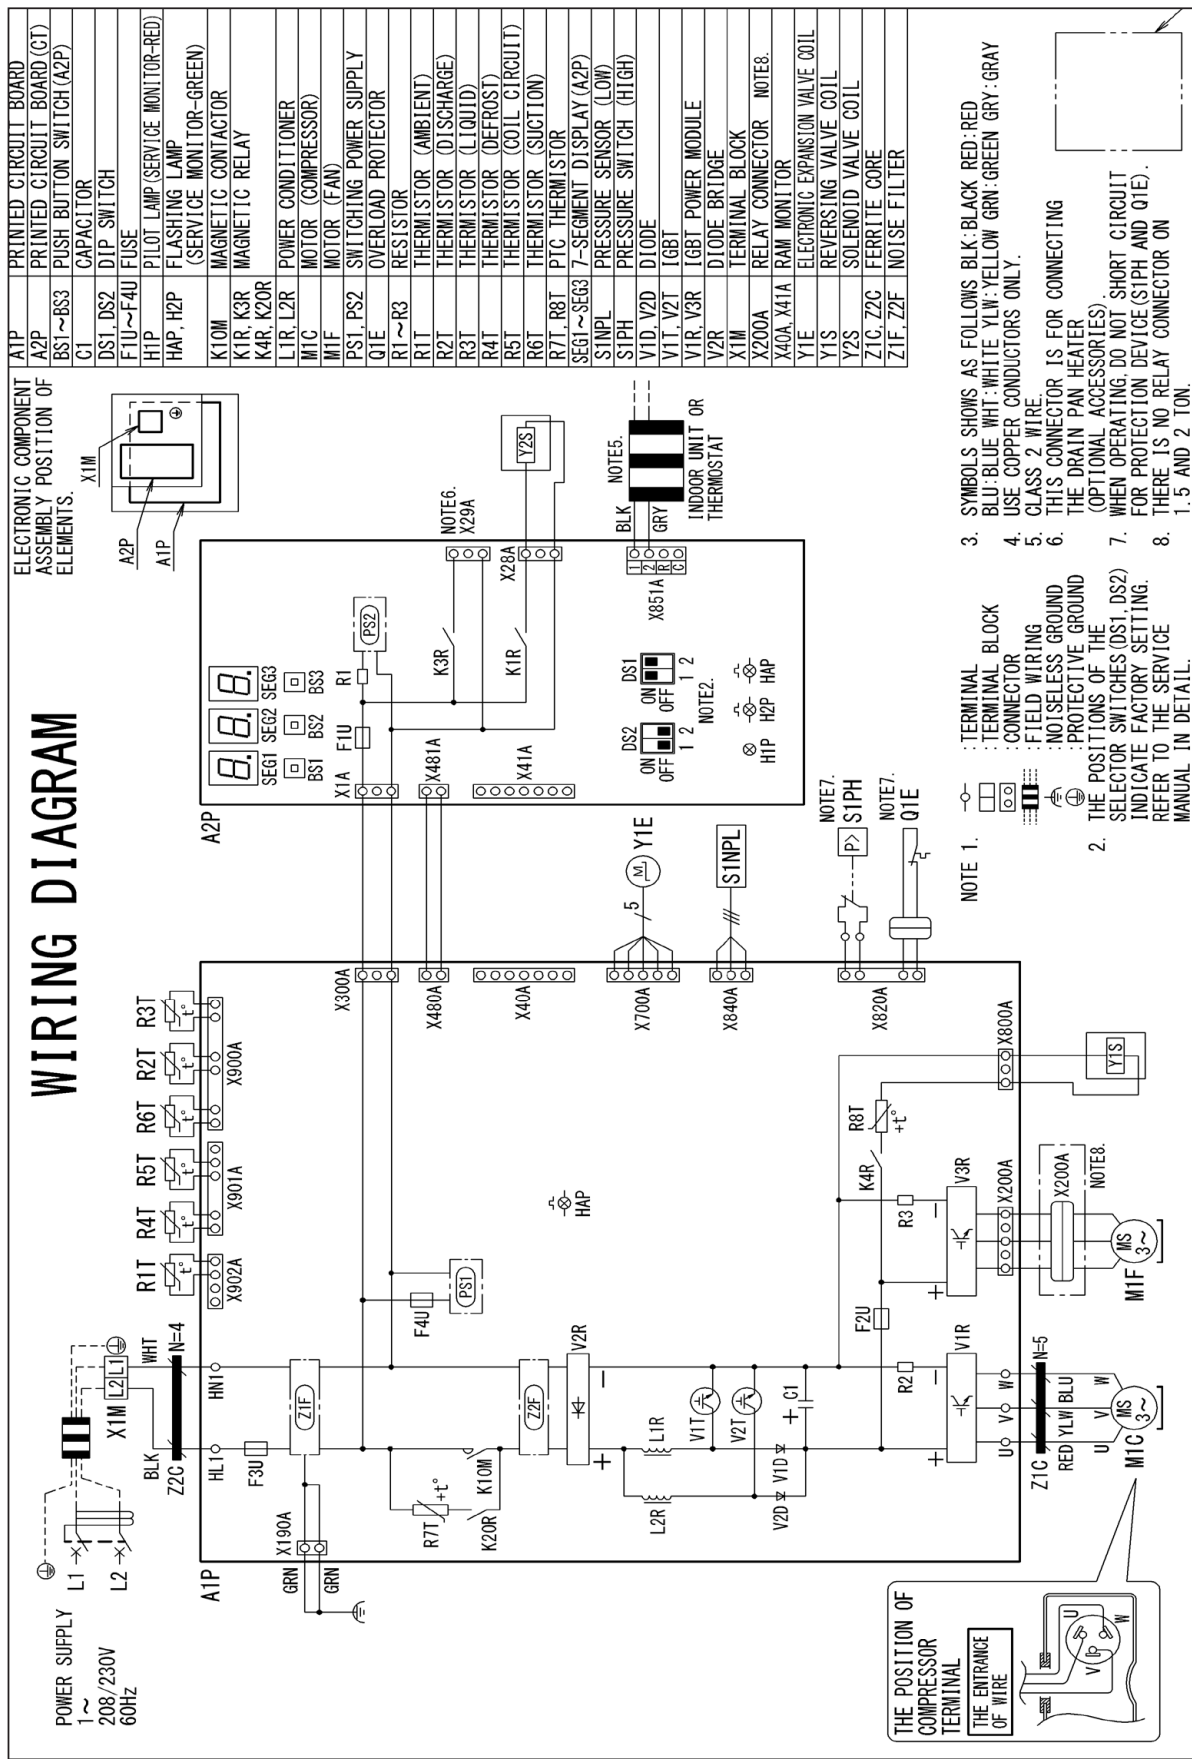 WIRING DIAGRAM
POWER SUPPLY
1~
208/230V
60Hz
L1
L2
X1M
L2 L1
BLK
WHT
Z2C
N=4
HL1
HN1
A1P
F3U
Z1F
X190A
GRN
GRN
R1T
t°
R4T
t°
R5T
t°
R6T
t°
R2T
t°
R3T
t°
X902A
X901A
X900A
F4U
PS1
R7T
+t°
K10M
K20R
Z2F
V2R
+
-
L1R
L2R
V1T
V2T
V1D
V2D
+
C1
HAP
R2
F2U
R3
K4R
R8T
+t°
V1R
+
-
V3R
+
-
U
V
W
Z1C
N=5
RED YLW BLU
U
V
W
MS
3~
M1C
X200A
X200A
NOTE8.
MS
3~
M1F
X800A
Y1S
THE POSITION OF
COMPRESSOR
TERMINAL
THE ENTRANCE
OF WIRE
U
V
W
X300A
X480A
X40A
X700A
X840A
X820A
5
M
Y1E
S1NPL
NOTE7.
P>
S1PH
NOTE7.
Q1E
A2P
X1A
X481A
X41A
SEG1 SEG2 SEG3
BS1
BS2
BS3
F1U
R1
PS2
K3R
K1R
NOTE6.
X29A
X28A
Y2S
DS2
ON
OFF
1 2
DS1
ON
OFF
1 2
NOTE2.
H1P
H2P
HAP
X851A
1
2
R
C
BLK
GRY
NOTE5.
INDOOR UNIT OR
THERMOSTAT
ELECTRONIC COMPONENT
ASSEMBLY POSITION OF
ELEMENTS.
X1M
A2P
A1P
A1P PRINTED CIRCUIT BOARD
A2P PRINTED CIRCUIT BOARD(CT)
BS1~BS3 PUSH BUTTON SWITCH(A2P)
C1 CAPACITOR
DS1, DS2 DIP SWITCH
F1U~F4U FUSE
H1P PILOT LAMP(SERVICE MONITOR-RED)
HAP, H2P FLASHING LAMP
(SERVICE MONITOR-GREEN)
K10M MAGNETIC CONTACTOR
K1R, K3R MAGNETIC RELAY
K4R, K20R
L1R, L2R POWER CONDITIONER
M1C MOTOR (COMPRESSOR)
M1F MOTOR (FAN)
PS1, PS2 SWITCHING POWER SUPPLY
Q1E OVERLOAD PROTECTOR
R1~R3 RESISTOR
R1T THERMISTOR (AMBIENT)
R2T THERMISTOR (DISCHARGE)
R3T THERMISTOR (LIQUID)
R4T THERMISTOR (DEFROST)
R5T THERMISTOR (COIL CIRCUIT)
R6T THERMISTOR (SUCTION)
R7T, R8T PTC THERMISTOR
SEG1~SEG3 7-SEGMENT DISPLAY(A2P)
S1NPL PRESSURE SENSOR (LOW)
S1PH PRESSURE SWITCH (HIGH)
V1D, V2D DIODE
V1T, V2T IGBT
V1R, V3R IGBT POWER MODULE
V2R DIODE BRIDGE
X1M TERMINAL BLOCK
X200A RELAY CONNECTOR NOTE8.
X40A, X41A RAM MONITOR
Y1E ELECTRONIC EXPANSION VALVE COIL
Y1S REVERSING VALVE COIL
Y2S SOLENOID VALVE COIL
Z1C, Z2C FERRITE CORE
Z1F, Z2F NOISE FILTER
NOTE 1.
:TERMINAL
:TERMINAL BLOCK
:CONNECTOR
:FIELD WIRING
:NOISELESS GROUND
:PROTECTIVE GROUND
2. THE POSITIONS OF THE
SELECTOR SWITCHES(DS1, DS2)
INDICATE FACTORY SETTING.
REFER TO THE SERVICE
MANUAL IN DETAIL.
3. SYMBOLS SHOWS AS FOLLOWS BLK:BLACK RED:RED
BLU:BLUE WHT:WHITE YLW:YELLOW GRN:GREEN GRY:GRAY
4. USE COPPER CONDUCTORS ONLY.
5. CLASS 2 WIRE.
6. THIS CONNECTOR IS FOR CONNECTING
THE DRAIN PAN HEATER
(OPTIONAL ACCESSORIES).
7. WHEN OPERATING, DO NOT SHORT CIRCUIT
FOR PROTECTION DEVICE(S1PH AND Q1E).
8. THERE IS NO RELAY CONNECTOR ON
1.5 AND 2 TON.